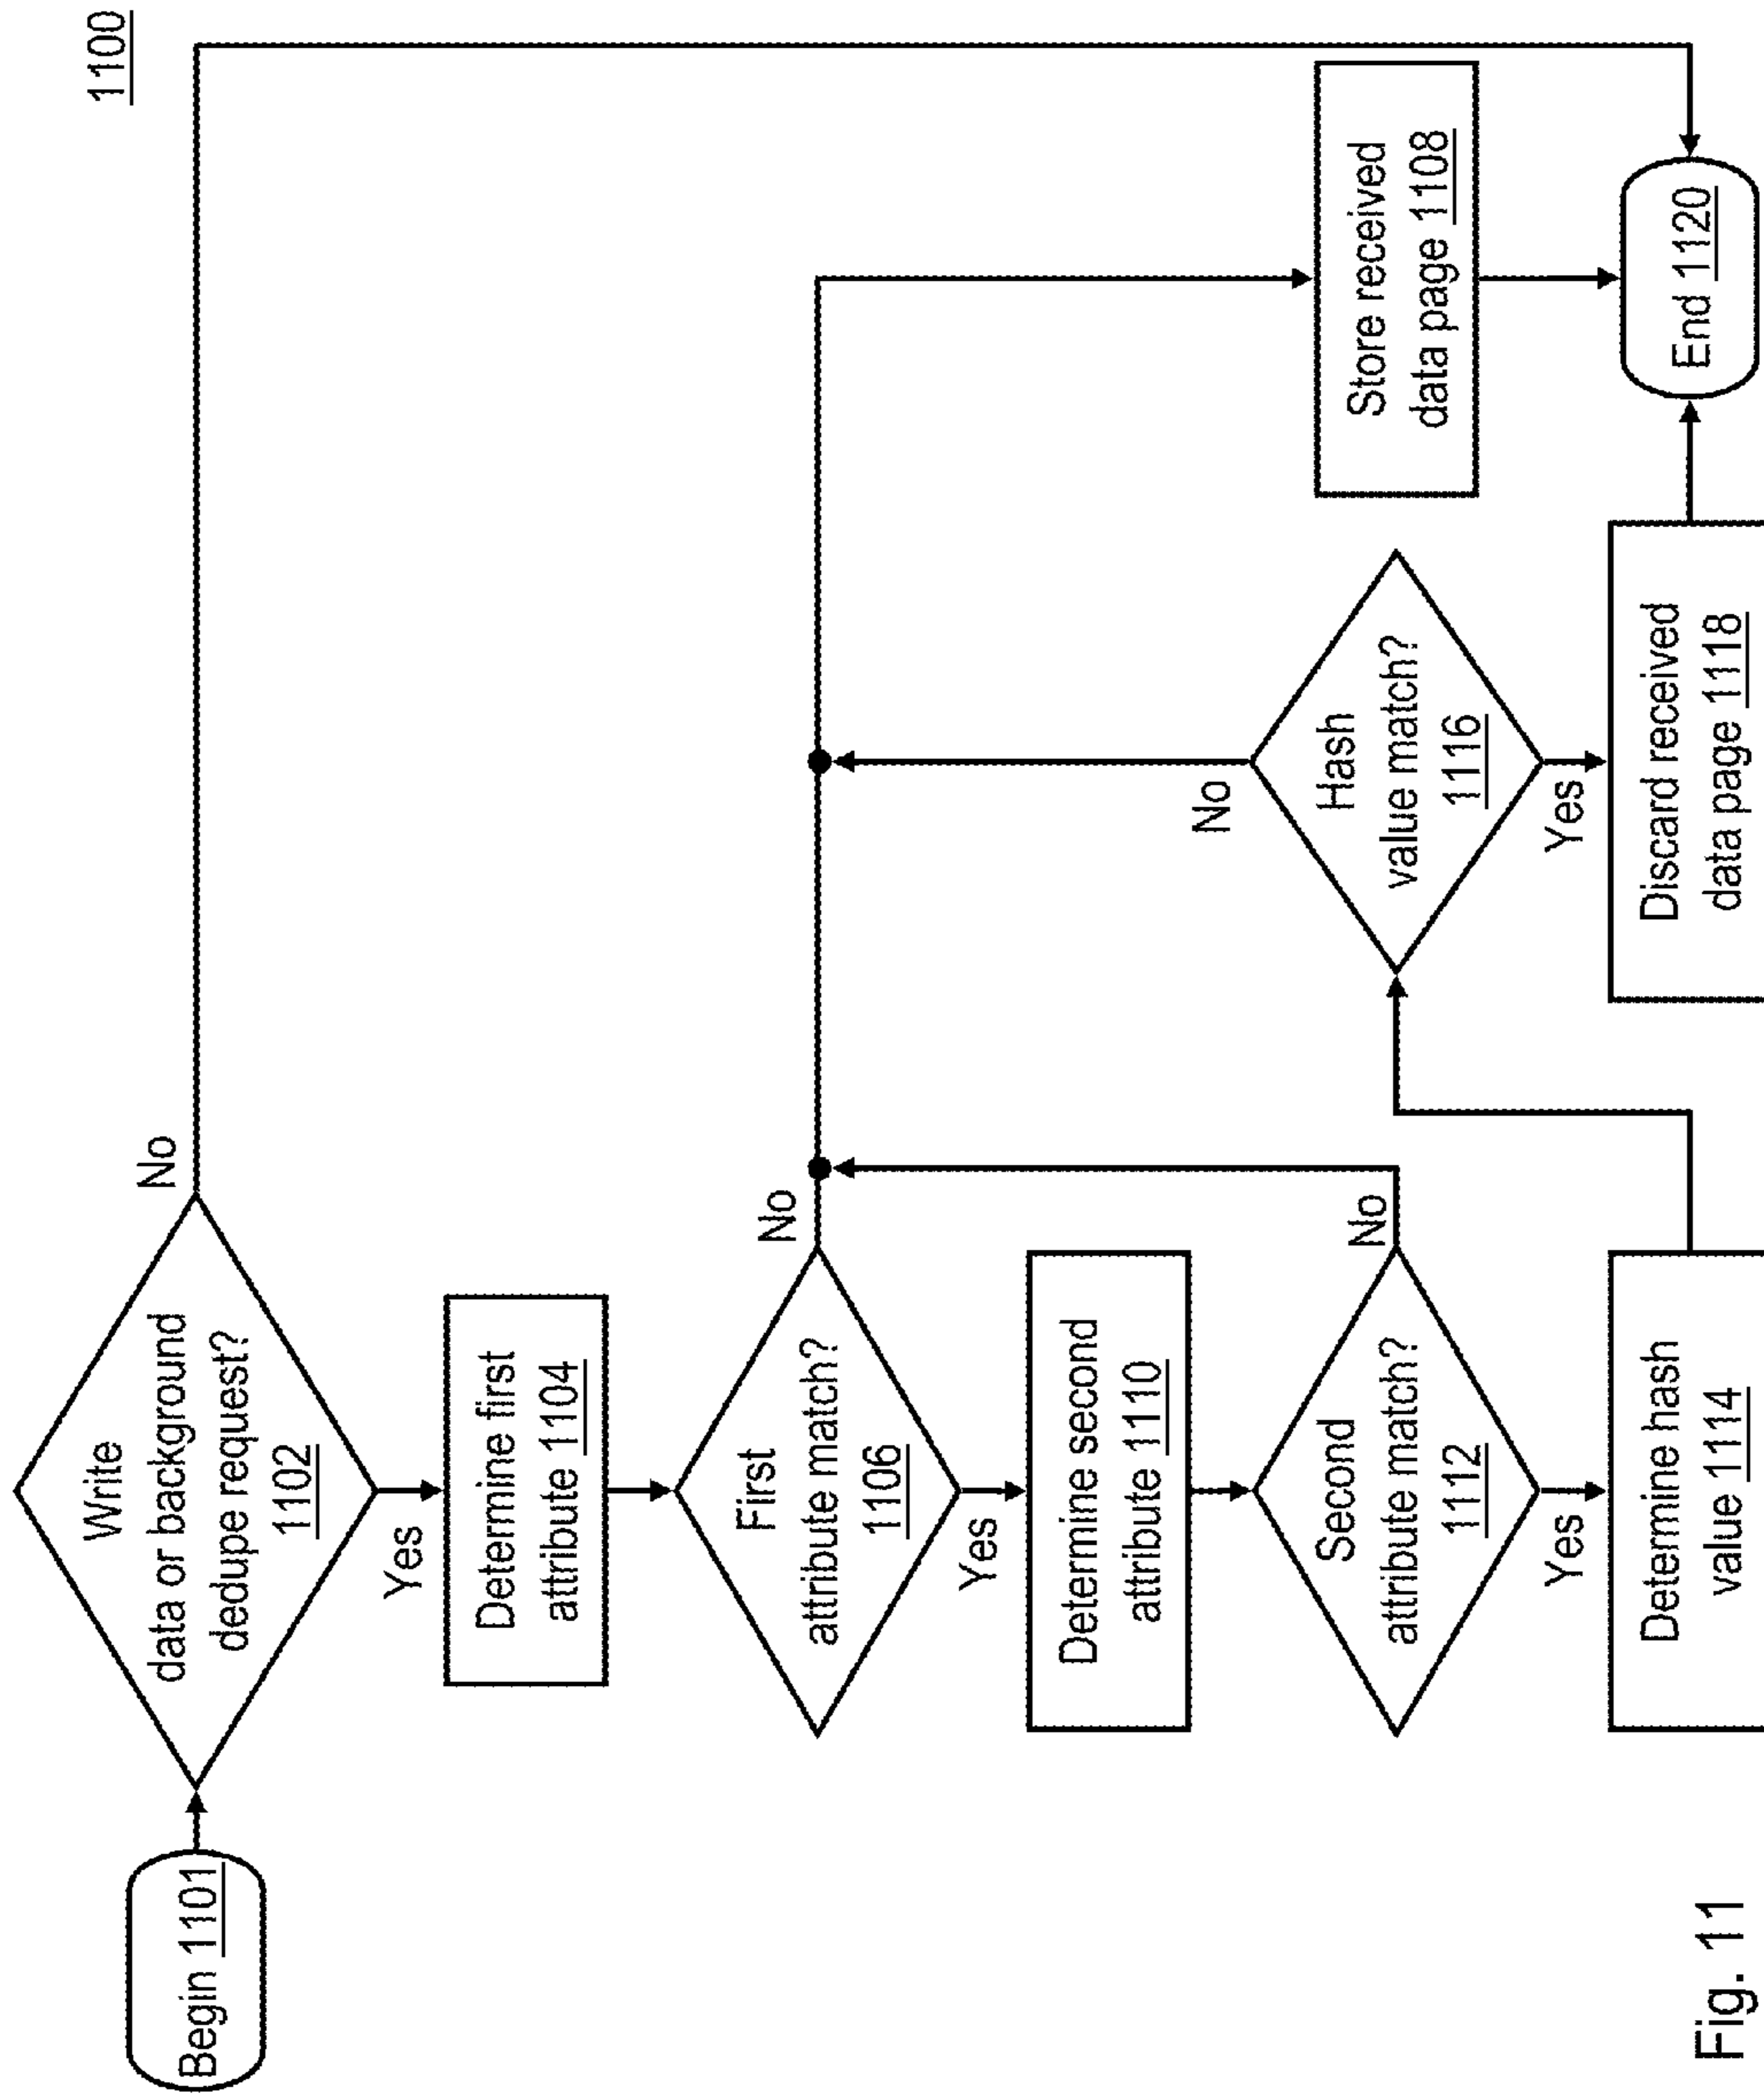 1100
Begin 1101
Write
data or background
dedupe request?
1102
No
Yes
Determine first
attribute 1104
First
attribute match?
1106
No
Yes
Determine second
attribute 1110
Second
attribute match?
1112
No
Yes
Determine hash
value 1114
Hash
value match?
1116
No
Yes
Discard received
data page 1118
Store received
data page 1108
End 1120
Fig. 11